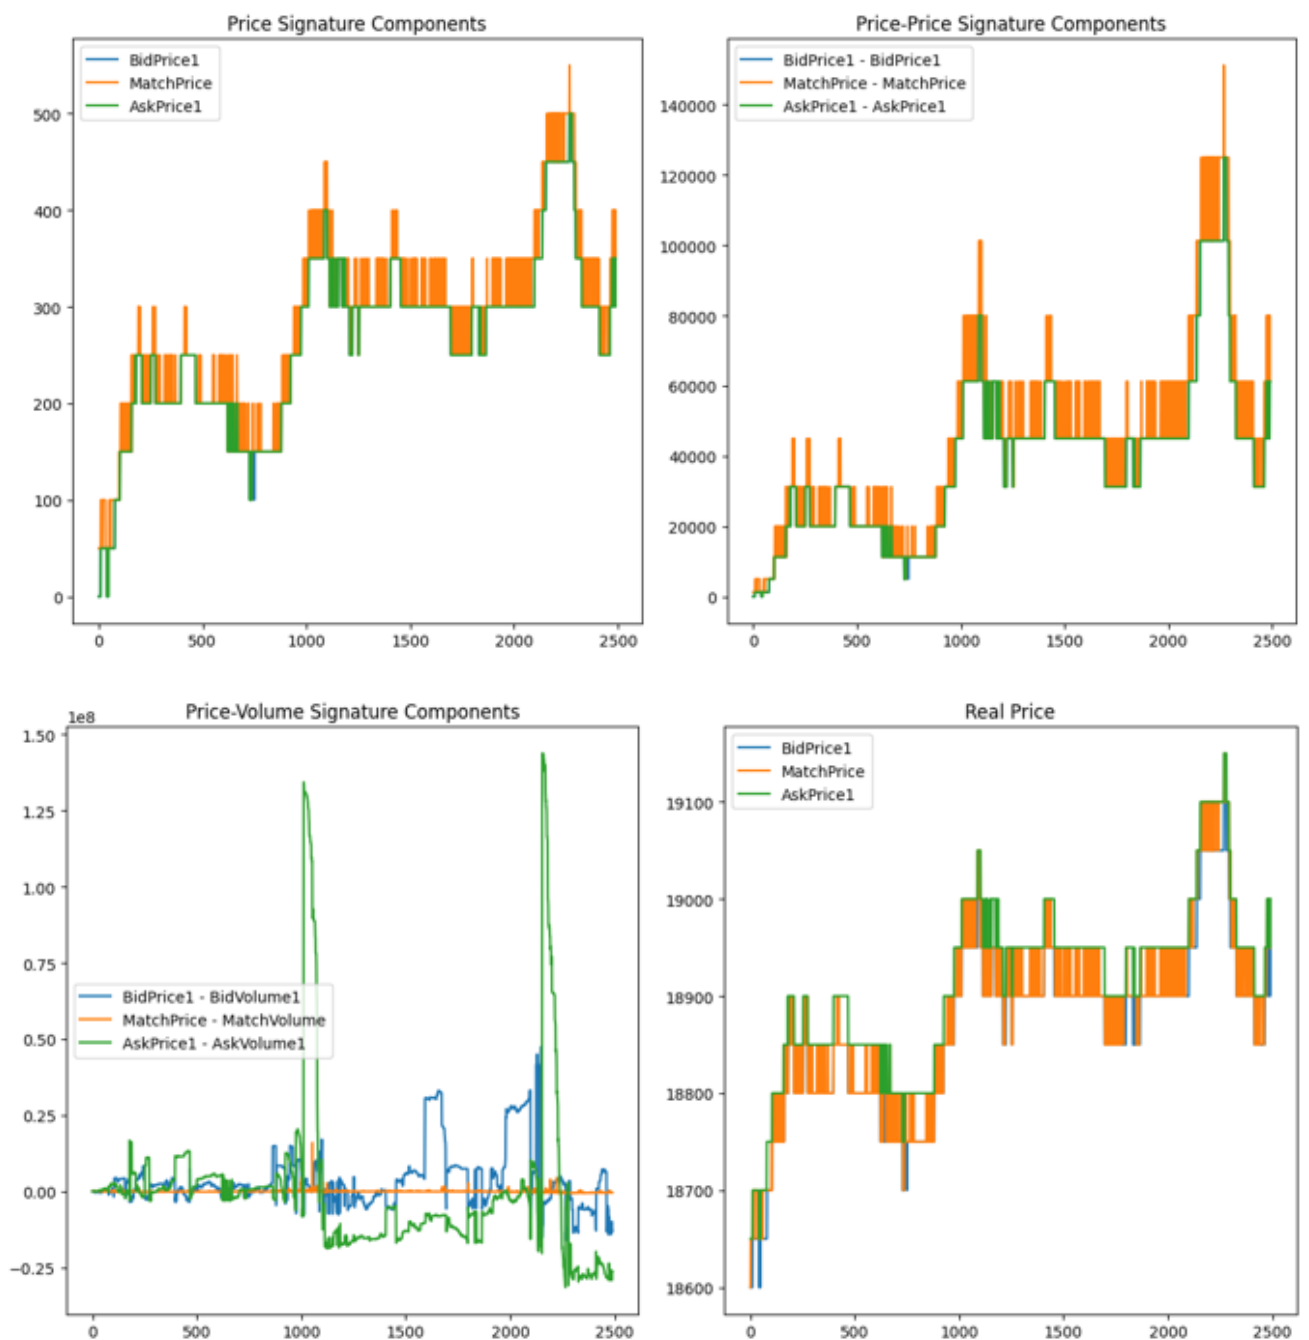 Price Signature Components
BidPrice1
MatchPrice
AskPrice1
500
400
300
200
100
0
0 500 1000 1500 2000 2500
Price-Price Signature Components
BidPrice1 - BidPrice1
MatchPrice - MatchPrice
AskPrice1 - AskPrice1
140000
120000
100000
80000
60000
40000
20000
0
0 500 1000 1500 2000 2500
Price-Volume Signature Components
1e8
1.50
1.25
1.00
0.75
BidPrice1 - BidVolume1
MatchPrice - MatchVolume
AskPrice1 - AskVolume1
0.50
0.25
0.00
−0.25
0 500 1000 1500 2000 2500
Real Price
BidPrice1
MatchPrice
AskPrice1
19100
19000
18900
18800
18700
18600
0 500 1000 1500 2000 2500